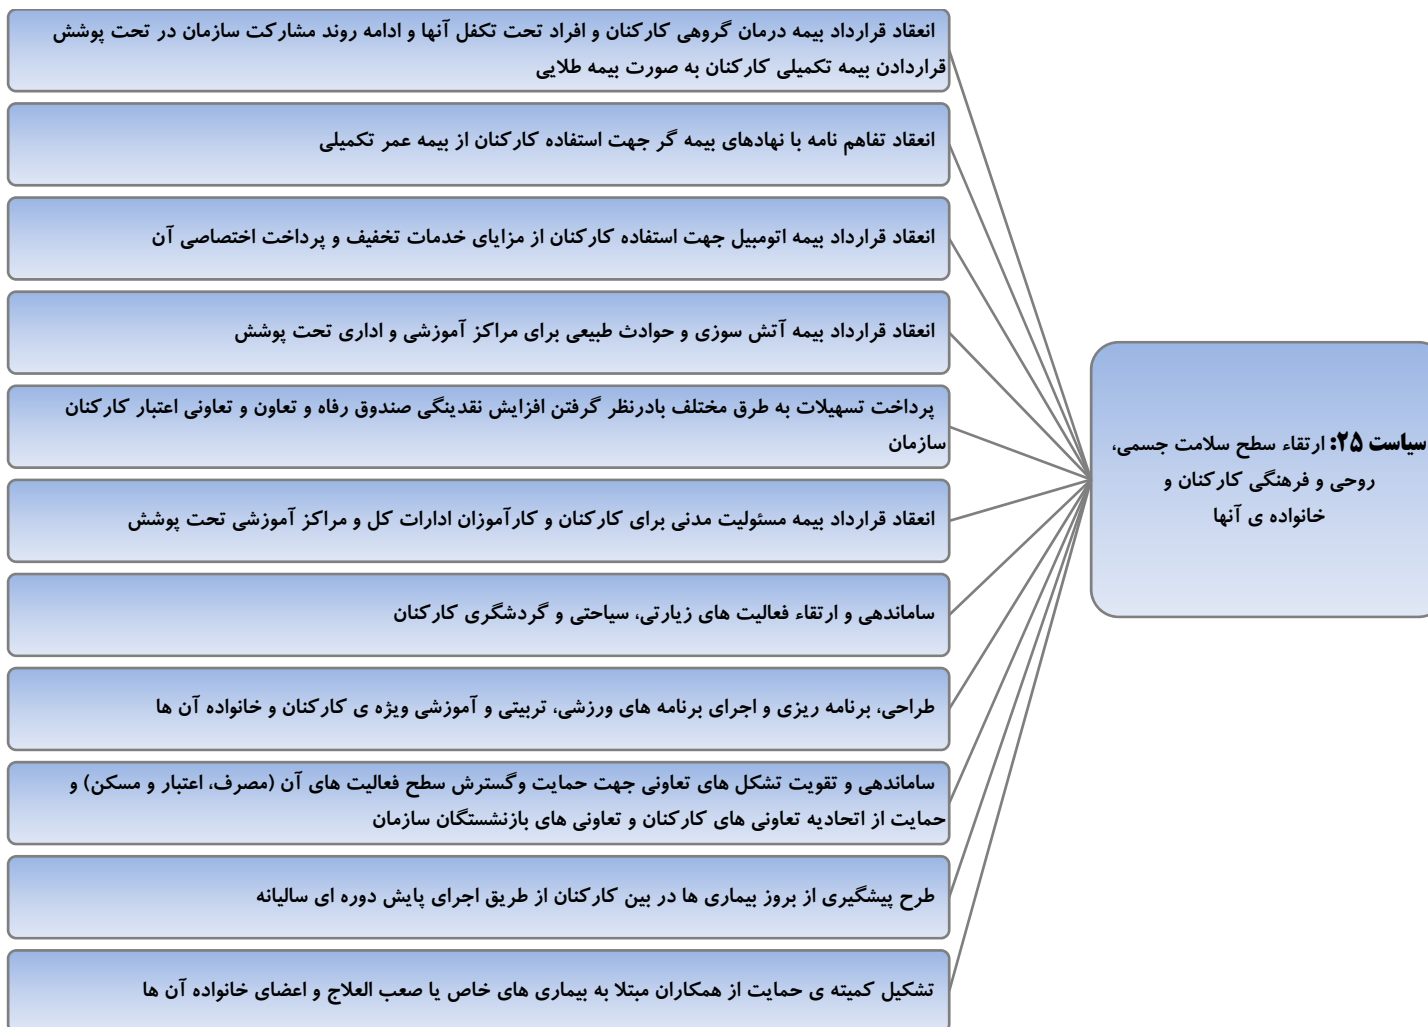 سیاست ۲۵: ارتقاء سطح سلامت جسمی،
روحی و فرهنگی کارکنان و
خانواده ی آنها
انعقاد قرارداد بیمه درمان گروهی کارکنان و افراد تحت تکفل آنها و ادامه روند مشارکت سازمان در تحت پوشش
قراردادن بیمه تکمیلی کارکنان به صورت بیمه طلایی
انعقاد تفاهم نامه با نهادهای بیمه گر جهت استفاده کارکنان از بیمه عمر تکمیلی
انعقاد قرارداد بیمه اتومبیل جهت استفاده کارکنان از مزایای خدمات تخفیف و پرداخت اختصاصی آن
انعقاد قرارداد بیمه آتش سوزی و حوادث طبیعی برای مراکز آموزشی و اداری تحت پوشش
پرداخت تسهیلات به طرق مختلف بادرنظر گرفتن افزایش نقدینگی صندوق رفاه و تعاون و تعاونی اعتبار کارکنان
سازمان
انعقاد قرارداد بیمه مسئولیت مدنی برای کارکنان و کارآموزان ادارات کل و مراکز آموزشی تحت پوشش
ساماندهی و ارتقاء فعالیت های زیارتی، سیاحتی و گردشگری کارکنان
طراحی، برنامه ریزی و اجرای برنامه های ورزشی، تربیتی و آموزشی ویژه ی کارکنان و خانواده آن ها
ساماندهی و تقویت تشکل های تعاونی جهت حمایت وگسترش سطح فعالیت های آن (مصرف، اعتبار و مسکن) و
حمایت از اتحادیه تعاونی های کارکنان و تعاونی های بازنشستگان سازمان
طرح پیشگیری از بروز بیماری ها در بین کارکنان از طریق اجرای پایش دوره ای سالیانه
تشکیل کمیته ی حمایت از همکاران مبتلا به بیماری های خاص یا صعب العلاج و اعضای خانواده آن ها